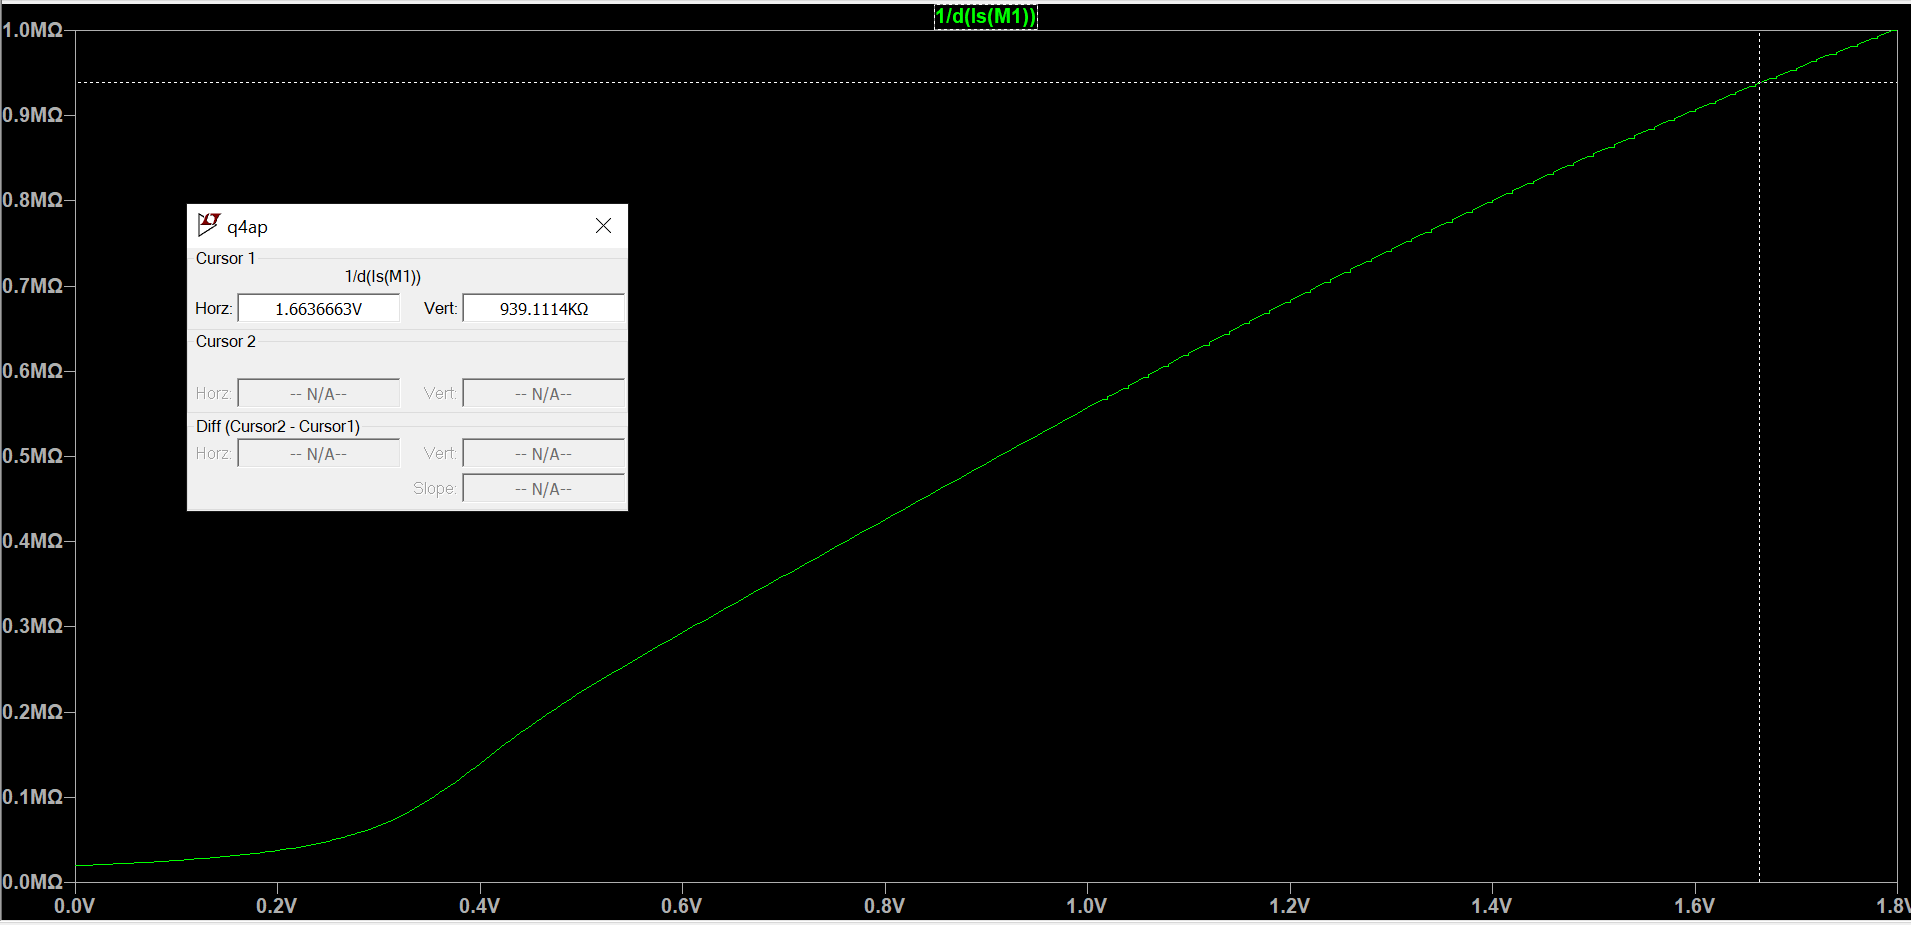 1/d(Is(M1))
1.0MΩ
0.9MΩ
0.8MΩ
0.7MΩ
0.6MΩ
0.5MΩ
0.4MΩ
0.3MΩ
0.2MΩ
0.1MΩ
0.0MΩ
q4ap
Cursor 1
1/d(Is(M1))
Horz: 1.6636663V Vert: 939.1114KΩ
Cursor 2
Horz: -- N/A-- Vert: -- N/A--
Diff (Cursor2 - Cursor1)
Horz: -- N/A-- Vert: -- N/A--
Slope: -- N/A--
0.0V 0.2V 0.4V 0.6V 0.8V 1.0V 1.2V 1.4V 1.6V 1.8V